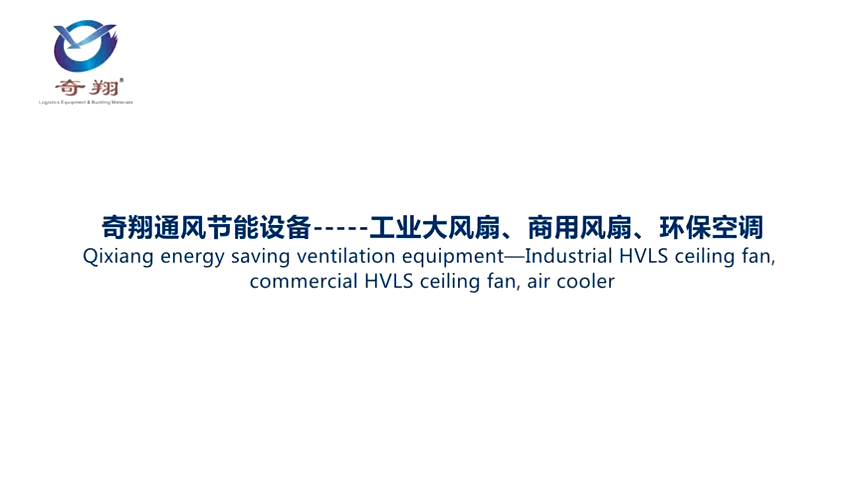 奇翔®
Logistics Equipment & Building Materials
奇翔通风节能设备-----工业大风扇、商用风扇、环保空调
Qixiang energy saving ventilation equipment—Industrial HVLS ceiling fan,
commercial HVLS ceiling fan, air cooler